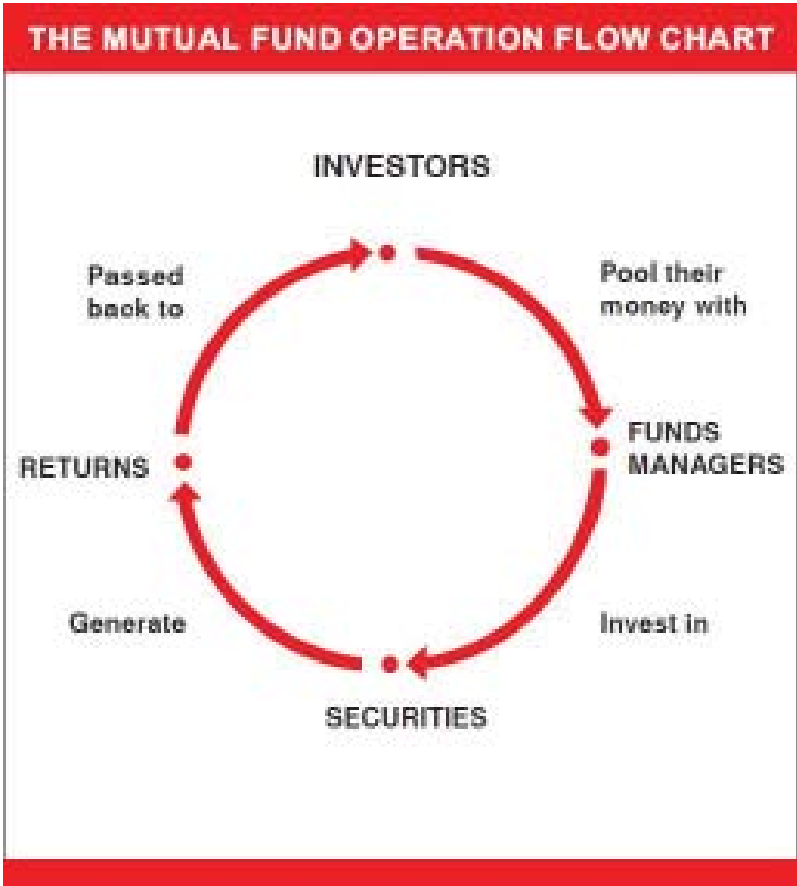 THE MUTUAL FUND OPERATION FLOW CHART
INVESTORS
Passed
back to
Pool their
money with
FUNDS
MANAGERS
RETURNS
Generate
Invest in
SECURITIES